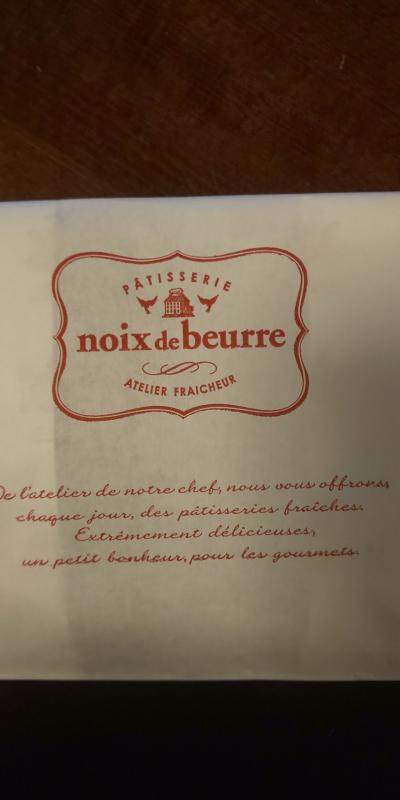 PÂTISSERIE
noix de beurre
ATELIER FRAICHEUR
De l'atelier de notre chef, nous vous offrons,
chaque jour, des pâtisseries fraîches.
Extrémement délicieuses,
un petit bonheur, pour les gourmets.